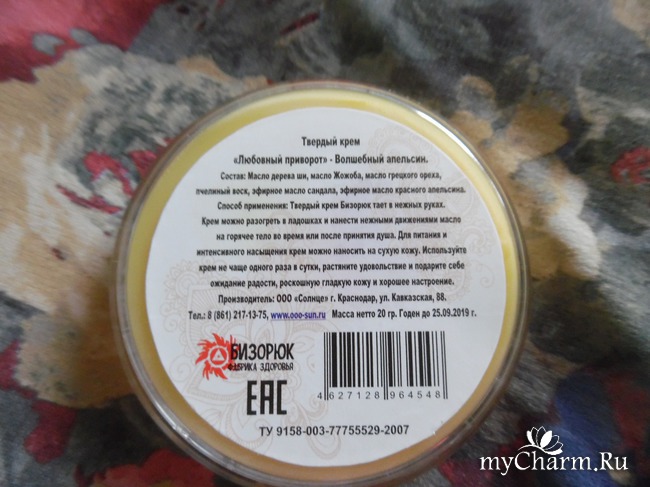 Твердый крем
«Любовный приворот» - Волшебный апельсин.
Состав: Масло дерева ши, масло Жожоба, масло грецкого ореха,
пчелиный воск, эфирное масло сандала, эфирное масло красного апельсина.
Способ применения: Твердый крем Бизорюк тает в нежных руках.
Крем можно разогреть в ладошках и нанести нежными движениями масло
на горячее тело во время или после принятия душа. Для питания и
интенсивного насыщения крем можно наносить на сухую кожу. Используйте
крем не чаще одного раза в сутки, растяните удовольствие и подарите себе
ожидание радости, роскошную гладкую кожу и хорошее настроение.
Производитель: ООО «Солнце» г. Краснодар, ул. Кавказская, 88.
Тел.: 8 (861) 217-13-75, www.ooo-sun.ru Масса нетто 20 гр. Годен до 25.09.2019 г.
БИЗОРЮК
ФАБРИКА ЗДОРОВЬЯ
EAC
4 627128 964548
ТУ 9158-003-77755529-2007
myCharm.Ru